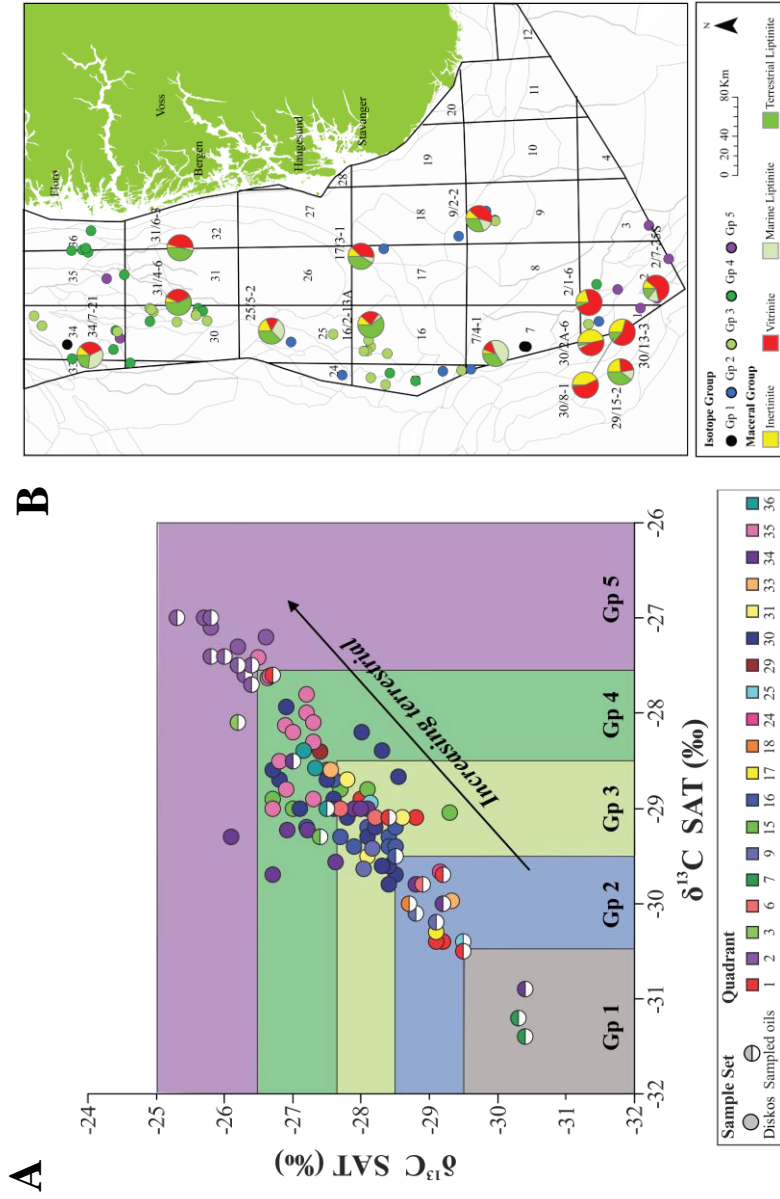 A
δ¹³C SAT (‰)
-24
-25
-26
-27
-28
-29
-30
-31
-32
Gp 1
Gp 2
Gp 3
Gp 4
Gp 5
Increasing terrestrial
-32
-31
-30
-29
-28
-27
-26
δ¹³C SAT (‰)
Sample Set
Diskos
Sampled oils
Quadrant
1
2
3
6
7
9
15
16
17
18
24
25
29
30
31
33
34
35
36
B
Floro
Voss
Bergen
Haugesund
Stavanger
33
34
35
36
34/7-21
31/4-6
31/6-3
30
31
32
25/5-2
25
26
27
28
24
16/2-13A
17/3-1
16
17
18
19
20
9/2-2
7/4-1
7
8
9
10
11
12
30/8-1
30/2A-6
2/1-6
29/15-2
30/13-3
2/7-25S
1
2
3
4
Isotope Group
Gp 1
Gp 2
Gp 3
Gp 4
Gp 5
Maceral Group
Inertinite
Vitrinite
Marine Liptinite
Terrestrial Liptinite
N
0
20
40
80 Km